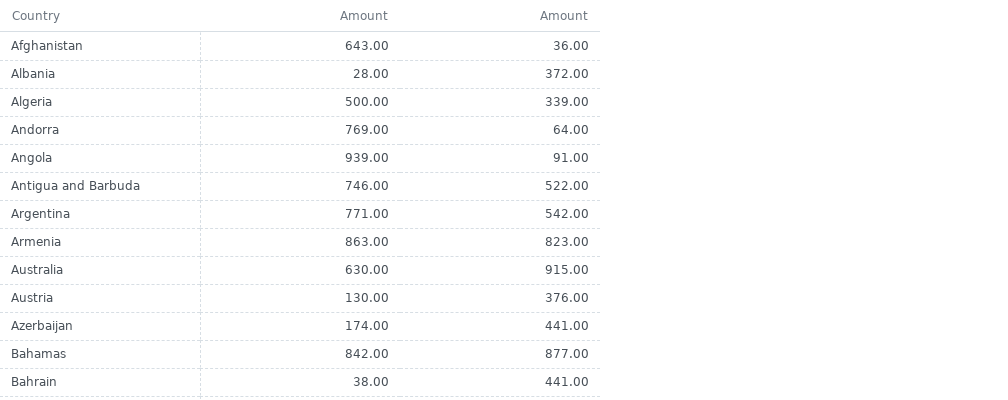 Country Amount Amount
Afghanistan 643.00 36.00
Albania 28.00 372.00
Algeria 500.00 339.00
Andorra 769.00 64.00
Angola 939.00 91.00
Antigua and Barbuda 746.00 522.00
Argentina 771.00 542.00
Armenia 863.00 823.00
Australia 630.00 915.00
Austria 130.00 376.00
Azerbaijan 174.00 441.00
Bahamas 842.00 877.00
Bahrain 38.00 441.00